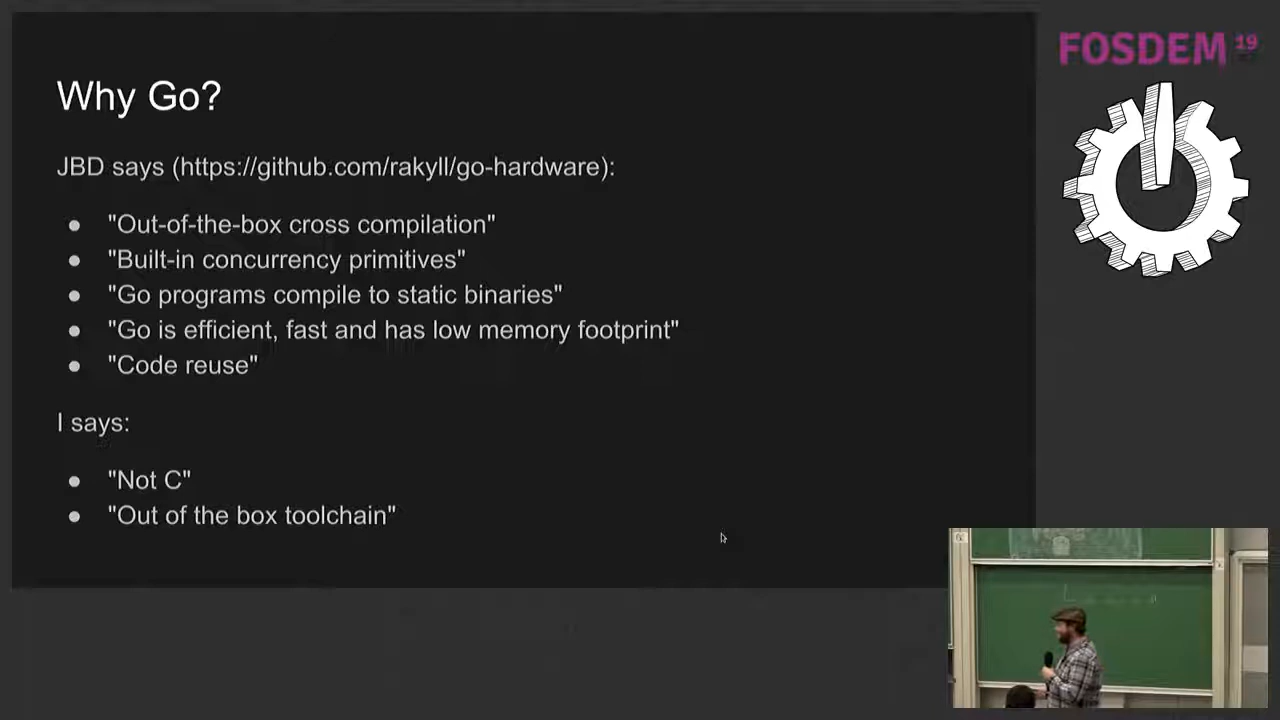 FOSDEM 19
Why Go?
JBD says (https://github.com/rakyll/go-hardware):
● "Out-of-the-box cross compilation"
● "Built-in concurrency primitives"
● "Go programs compile to static binaries"
● "Go is efficient, fast and has low memory footprint"
● "Code reuse"
I says:
● "Not C"
● "Out of the box toolchain"